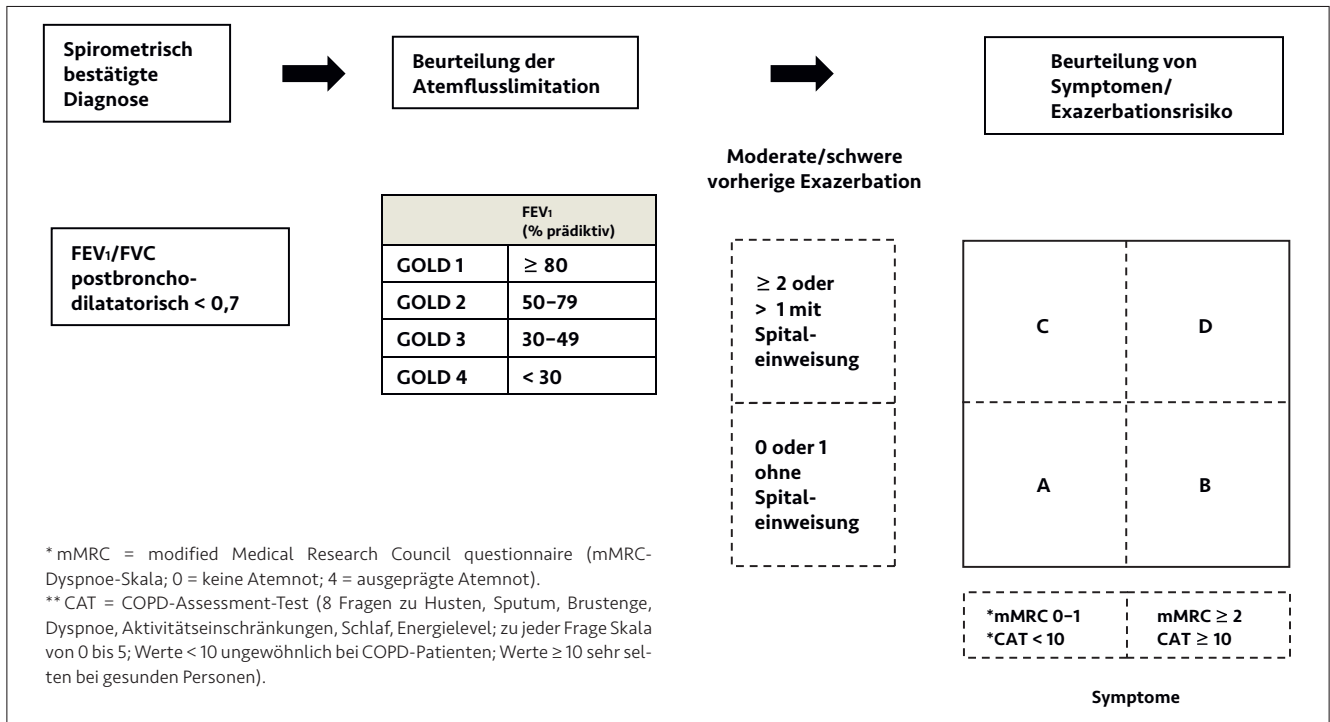 Spirometrisch
bestätigte
Diagnose
Beurteilung der
Atemflusslimitation
Beurteilung von
Symptomen/
Exazerbationsrisiko
Moderate/schwere
vorherige Exazerbation
FEV1/FVC
postbroncho-
dilatatorisch < 0,7
FEV1
(% prädiktiv)
GOLD 1 ≥ 80
GOLD 2 50–79
GOLD 3 30–49
GOLD 4 < 30
≥ 2 oder
> 1 mit
Spital-
einweisung
0 oder 1
ohne
Spital-
einweisung
C D
A B
*mMRC 0–1 mMRC ≥ 2
*CAT < 10 CAT ≥ 10
Symptome
* mMRC = modified Medical Research Council questionnaire (mMRC-
Dyspnoe-Skala; 0 = keine Atemnot; 4 = ausgeprägte Atemnot).
** CAT = COPD-Assessment-Test (8 Fragen zu Husten, Sputum, Brustenge,
Dyspnoe, Aktivitätseinschränkungen, Schlaf, Energielevel; zu jeder Frage Skala
von 0 bis 5; Werte < 10 ungewöhnlich bei COPD-Patienten; Werte ≥ 10 sehr sel-
ten bei gesunden Personen).